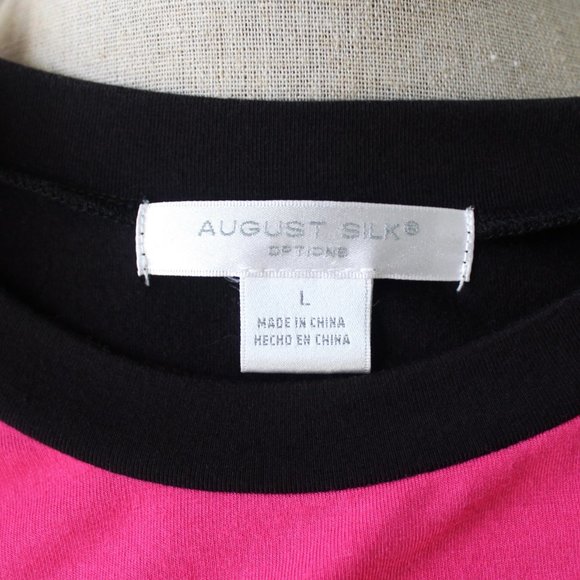 AUGUST SILK®
OPTIONS
L
MADE IN CHINA
HECHO EN CHINA